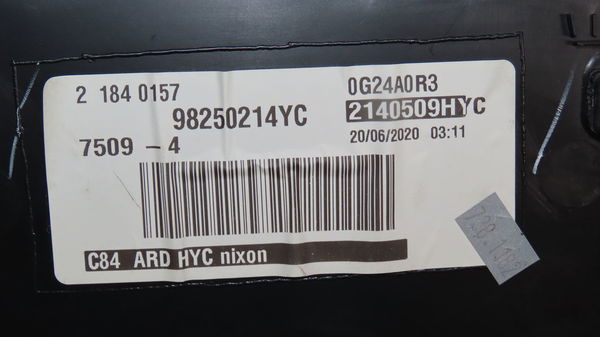 2 184 0157
0G24A0R3
98250214YC
2140509HYC
7509 - 4
20/06/2020 03:11
C84 ARD HYC nixon